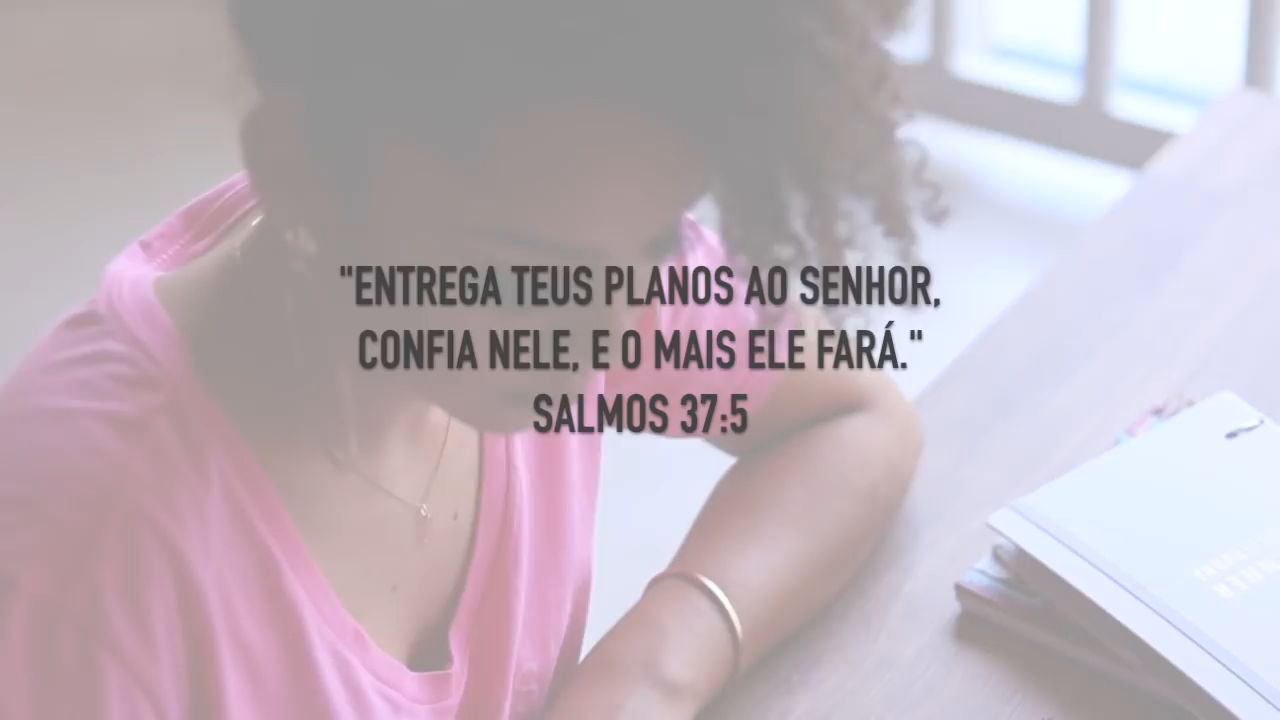 "ENTREGA TEUS PLANOS AO SENHOR,
CONFIA NELE, E O MAIS ELE FARÁ."
SALMOS 37:5